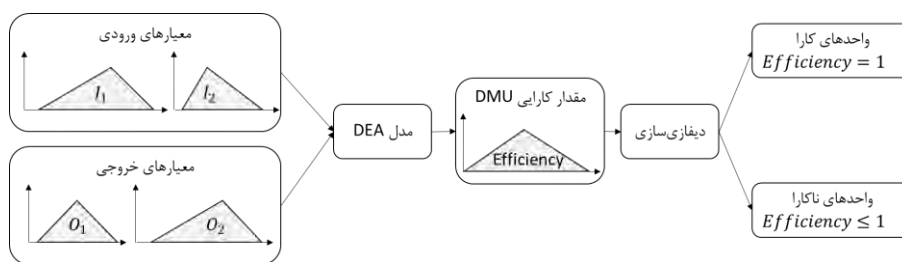 معیارهای ورودی
I₁
I₂
معیارهای خروجی
O₁
O₂
مدل DEA
مقدار کارایی DMU
Efficiency
دیفازی‌سازی
واحدهای کارا
Efficiency = 1
واحدهای ناکارا
Efficiency ≤ 1